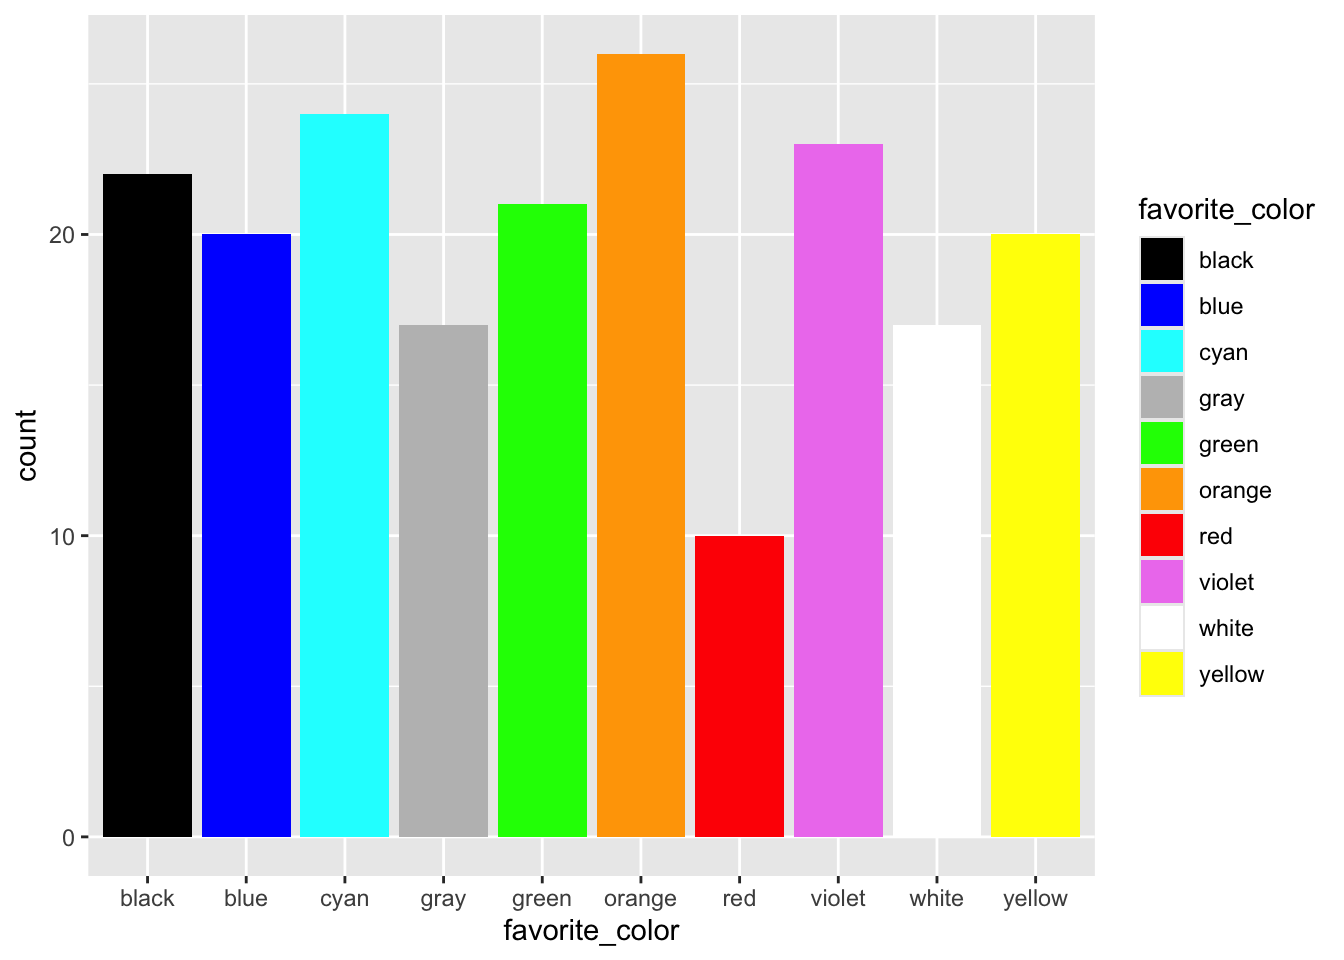 count
20
10
0
black blue cyan gray green orange red violet white yellow
favorite_color
favorite_color
black
blue
cyan
gray
green
orange
red
violet
white
yellow